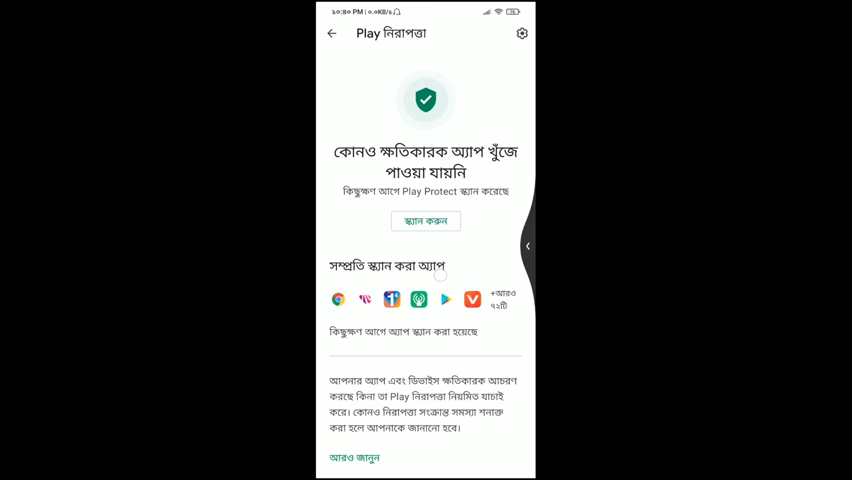 ১০:৪০ PM | ০.০KB/s
Play নিরাপত্তা
কোনও ক্ষতিকারক অ্যাপ খুঁজে
পাওয়া যায়নি
কিছুক্ষণ আগে Play Protect স্ক্যান করেছে
স্ক্যান করুন
সম্প্রতি স্ক্যান করা অ্যাপ
+আরও
৭২টি
কিছুক্ষণ আগে অ্যাপ স্ক্যান করা হয়েছে
আপনার অ্যাপ এবং ডিভাইস ক্ষতিকারক আচরণ
করছে কিনা তা Play নিরাপত্তা নিয়মিত যাচাই
করে। কোনও নিরাপত্তা সংক্রান্ত সমস্যা শনাক্ত
করা হলে আপনাকে জানানো হবে।
আরও জানুন